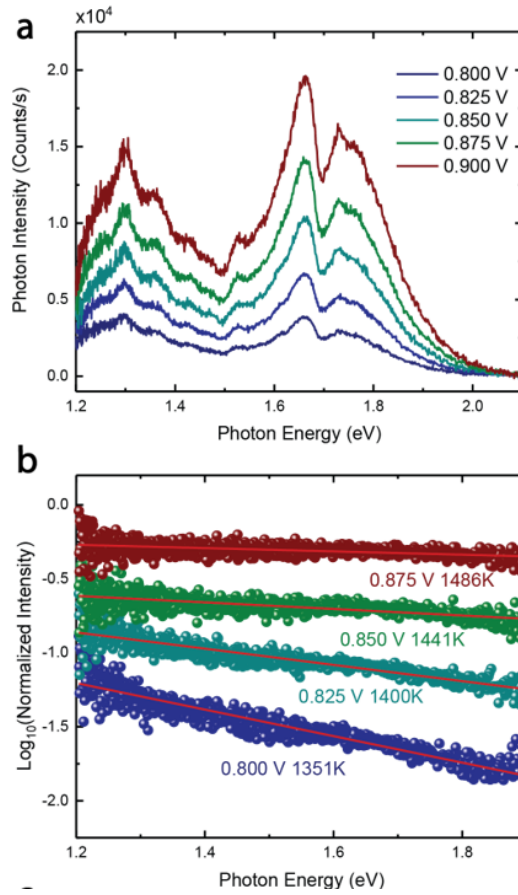 a
x10⁴
2.0
1.5
1.0
0.5
0.0
Photon Intensity (Counts/s)
0.800 V
0.825 V
0.850 V
0.875 V
0.900 V
1.2 1.4 1.6 1.8 2.0
Photon Energy (eV)
b
0.0
-0.5
-1.0
-1.5
-2.0
Log₁₀(Normalized Intensity)
0.875 V 1486K
0.850 V 1441K
0.825 V 1400K
0.800 V 1351K
1.2 1.4 1.6 1.8
Photon Energy (eV)